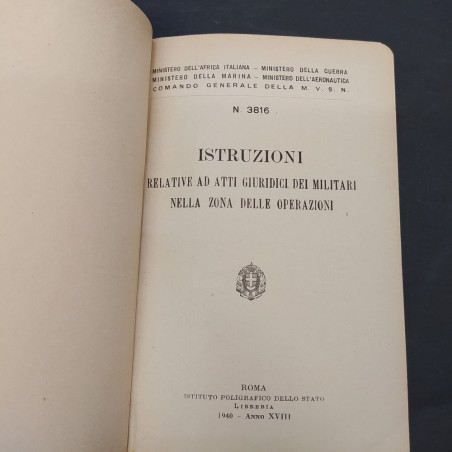 MINISTERO DELL'AFRICA ITALIANA - MINISTERO DELLA GUERRA
MINISTERO DELLA MARINA - MINISTERO DELL'AERONAUTICA
COMANDO GENERALE DELLA M. V. S. N.
N 3816
ISTRUZIONI
RELATIVE AD ATTI GIURIDICI DEI MILITARI
NELLA ZONA DELLE OPERAZIONI
ROMA
ISTITUTO POLIGRAFICO DELLO STATO
LIBRERIA
1940 - ANNO XVIII